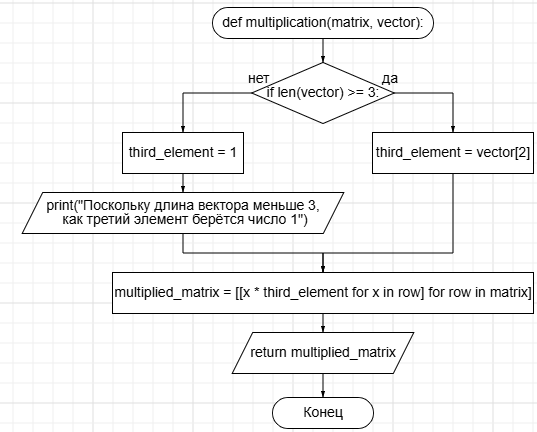 def multiplication(matrix, vector):
нет
да
if len(vector) >= 3:
third_element = 1
third_element = vector[2]
print("Поскольку длина вектора меньше 3,
как третий элемент берётся число 1")
multiplied_matrix = [[x * third_element for x in row] for row in matrix]
return multiplied_matrix
Конец